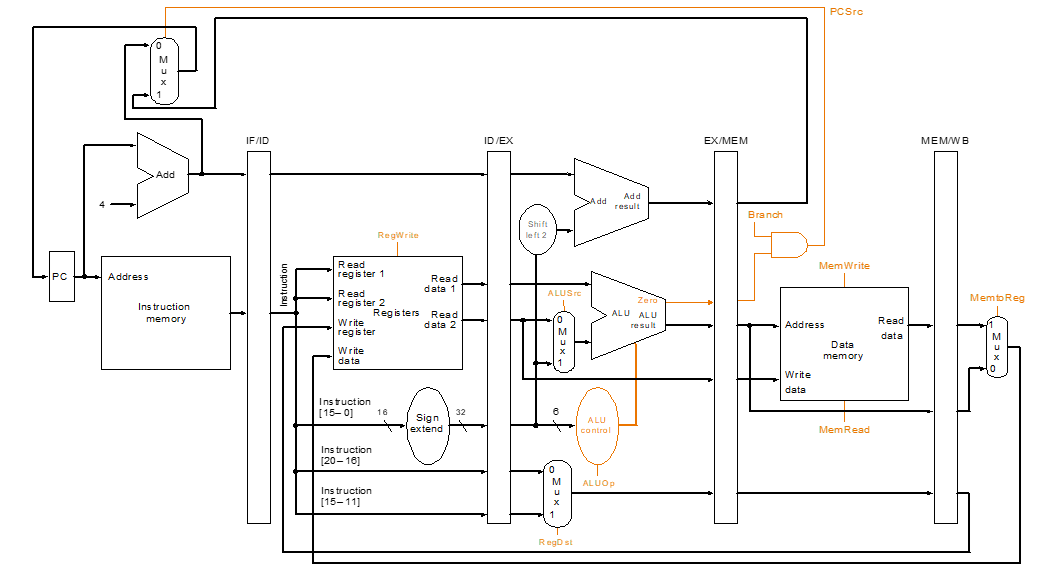 PCSrc
0
M
u
x
1
IF/ID
ID/EX
EX/MEM
MEM/WB
Add
4
Add
Add
result
Shift
left 2
Branch
RegWrite
PC
Address
Instruction
memory
Instruction
Read
register 1
Read
register 2
Write
register
Write
data
Registers
Read
data 1
Read
data 2
ALUSrc
0
M
u
x
1
Zero
ALU
ALU
result
MemWrite
Address
Read
data
Data
memory
Write
data
MemRead
MemtoReg
1
M
u
x
0
Instruction
[15–0]
16
Sign
extend
32
6
ALU
control
ALUOp
Instruction
[20–16]
Instruction
[15–11]
0
M
u
x
1
RegDst